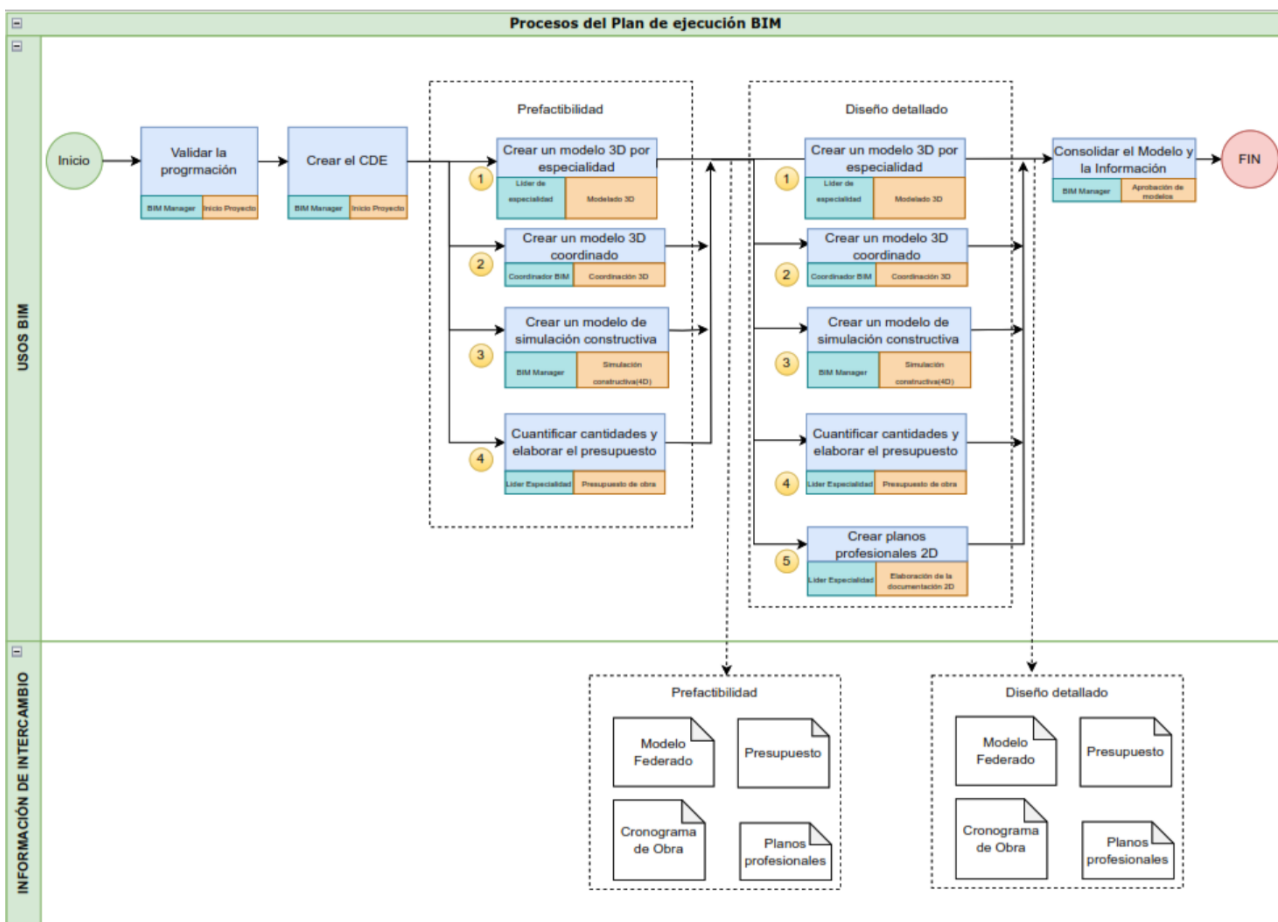 Procesos del Plan de ejecución BIM
USOS BIM
Inicio
Validar la
progrmación
BIM Manager
Inicio Proyecto
Crear el CDE
BIM Manager
Inicio Proyecto
Prefactibilidad
1
Crear un modelo 3D por
especialidad
Lider de
especialidad
Modelado 3D
2
Crear un modelo 3D
coordinado
Coordinador BIM
Coordinación 3D
3
Crear un modelo de
simulación constructiva
BIM Manager
Simulación
constructiva(4D)
4
Cuantificar cantidades y
elaborar el presupuesto
Lider Especialidad
Presupuesto de obra
Diseño detallado
1
Crear un modelo 3D por
especialidad
Lider de
especialidad
Modelado 3D
2
Crear un modelo 3D
coordinado
Coordinador BIM
Coordinación 3D
3
Crear un modelo de
simulación constructiva
BIM Manager
Simulación
constructiva(4D)
4
Cuantificar cantidades y
elaborar el presupuesto
Lider Especialidad
Presupuesto de obra
5
Crear planos
profesionales 2D
Lider Especialidad
Elaboración de la
documentación 2D
Consolidar el Modelo y
la Información
BIM Manager
Aprobación de
modelos
FIN
INFORMACIÓN DE INTERCAMBIO
Prefactibilidad
Modelo
Federado
Presupuesto
Cronograma
de Obra
Planos
profesionales
Diseño detallado
Modelo
Federado
Presupuesto
Cronograma
de Obra
Planos
profesionales